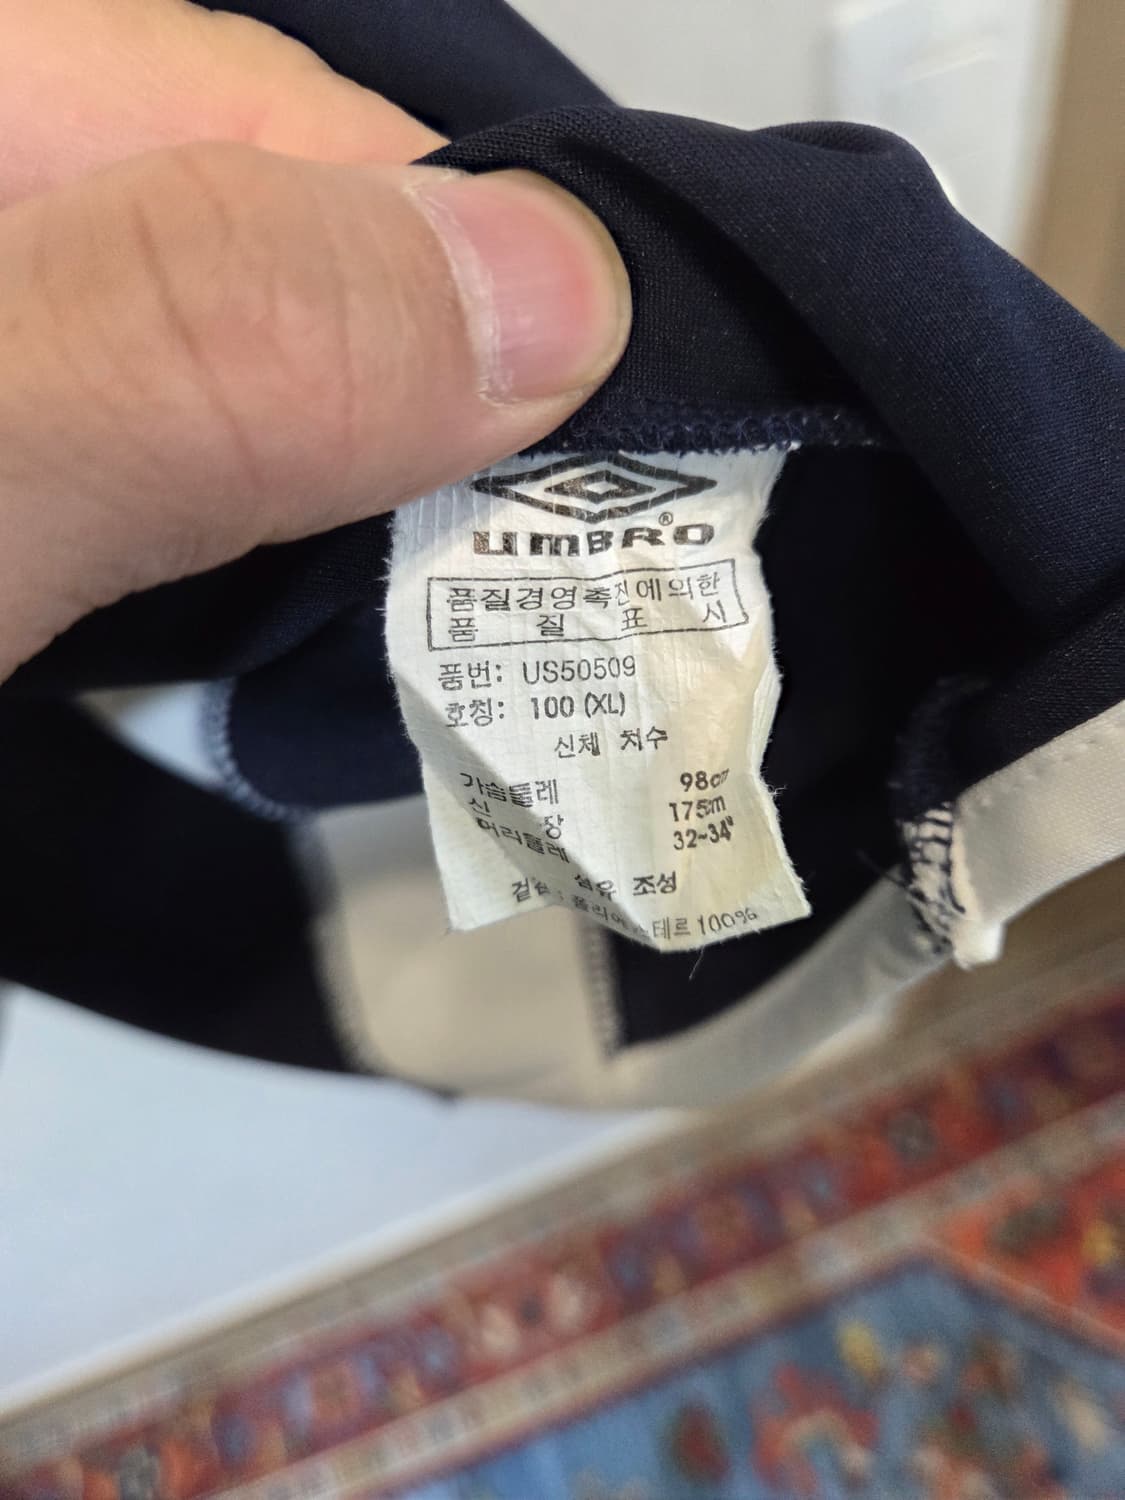 UMBRO®
품질경영촉진에의한
품 질 표 시
품번: US50509
호칭: 100 (XL)
신체 치수
가슴둘레 98cm
신 장 175cm
허리둘레 32~34"
겉감 섬유 조성
: 폴리에스테르 100%